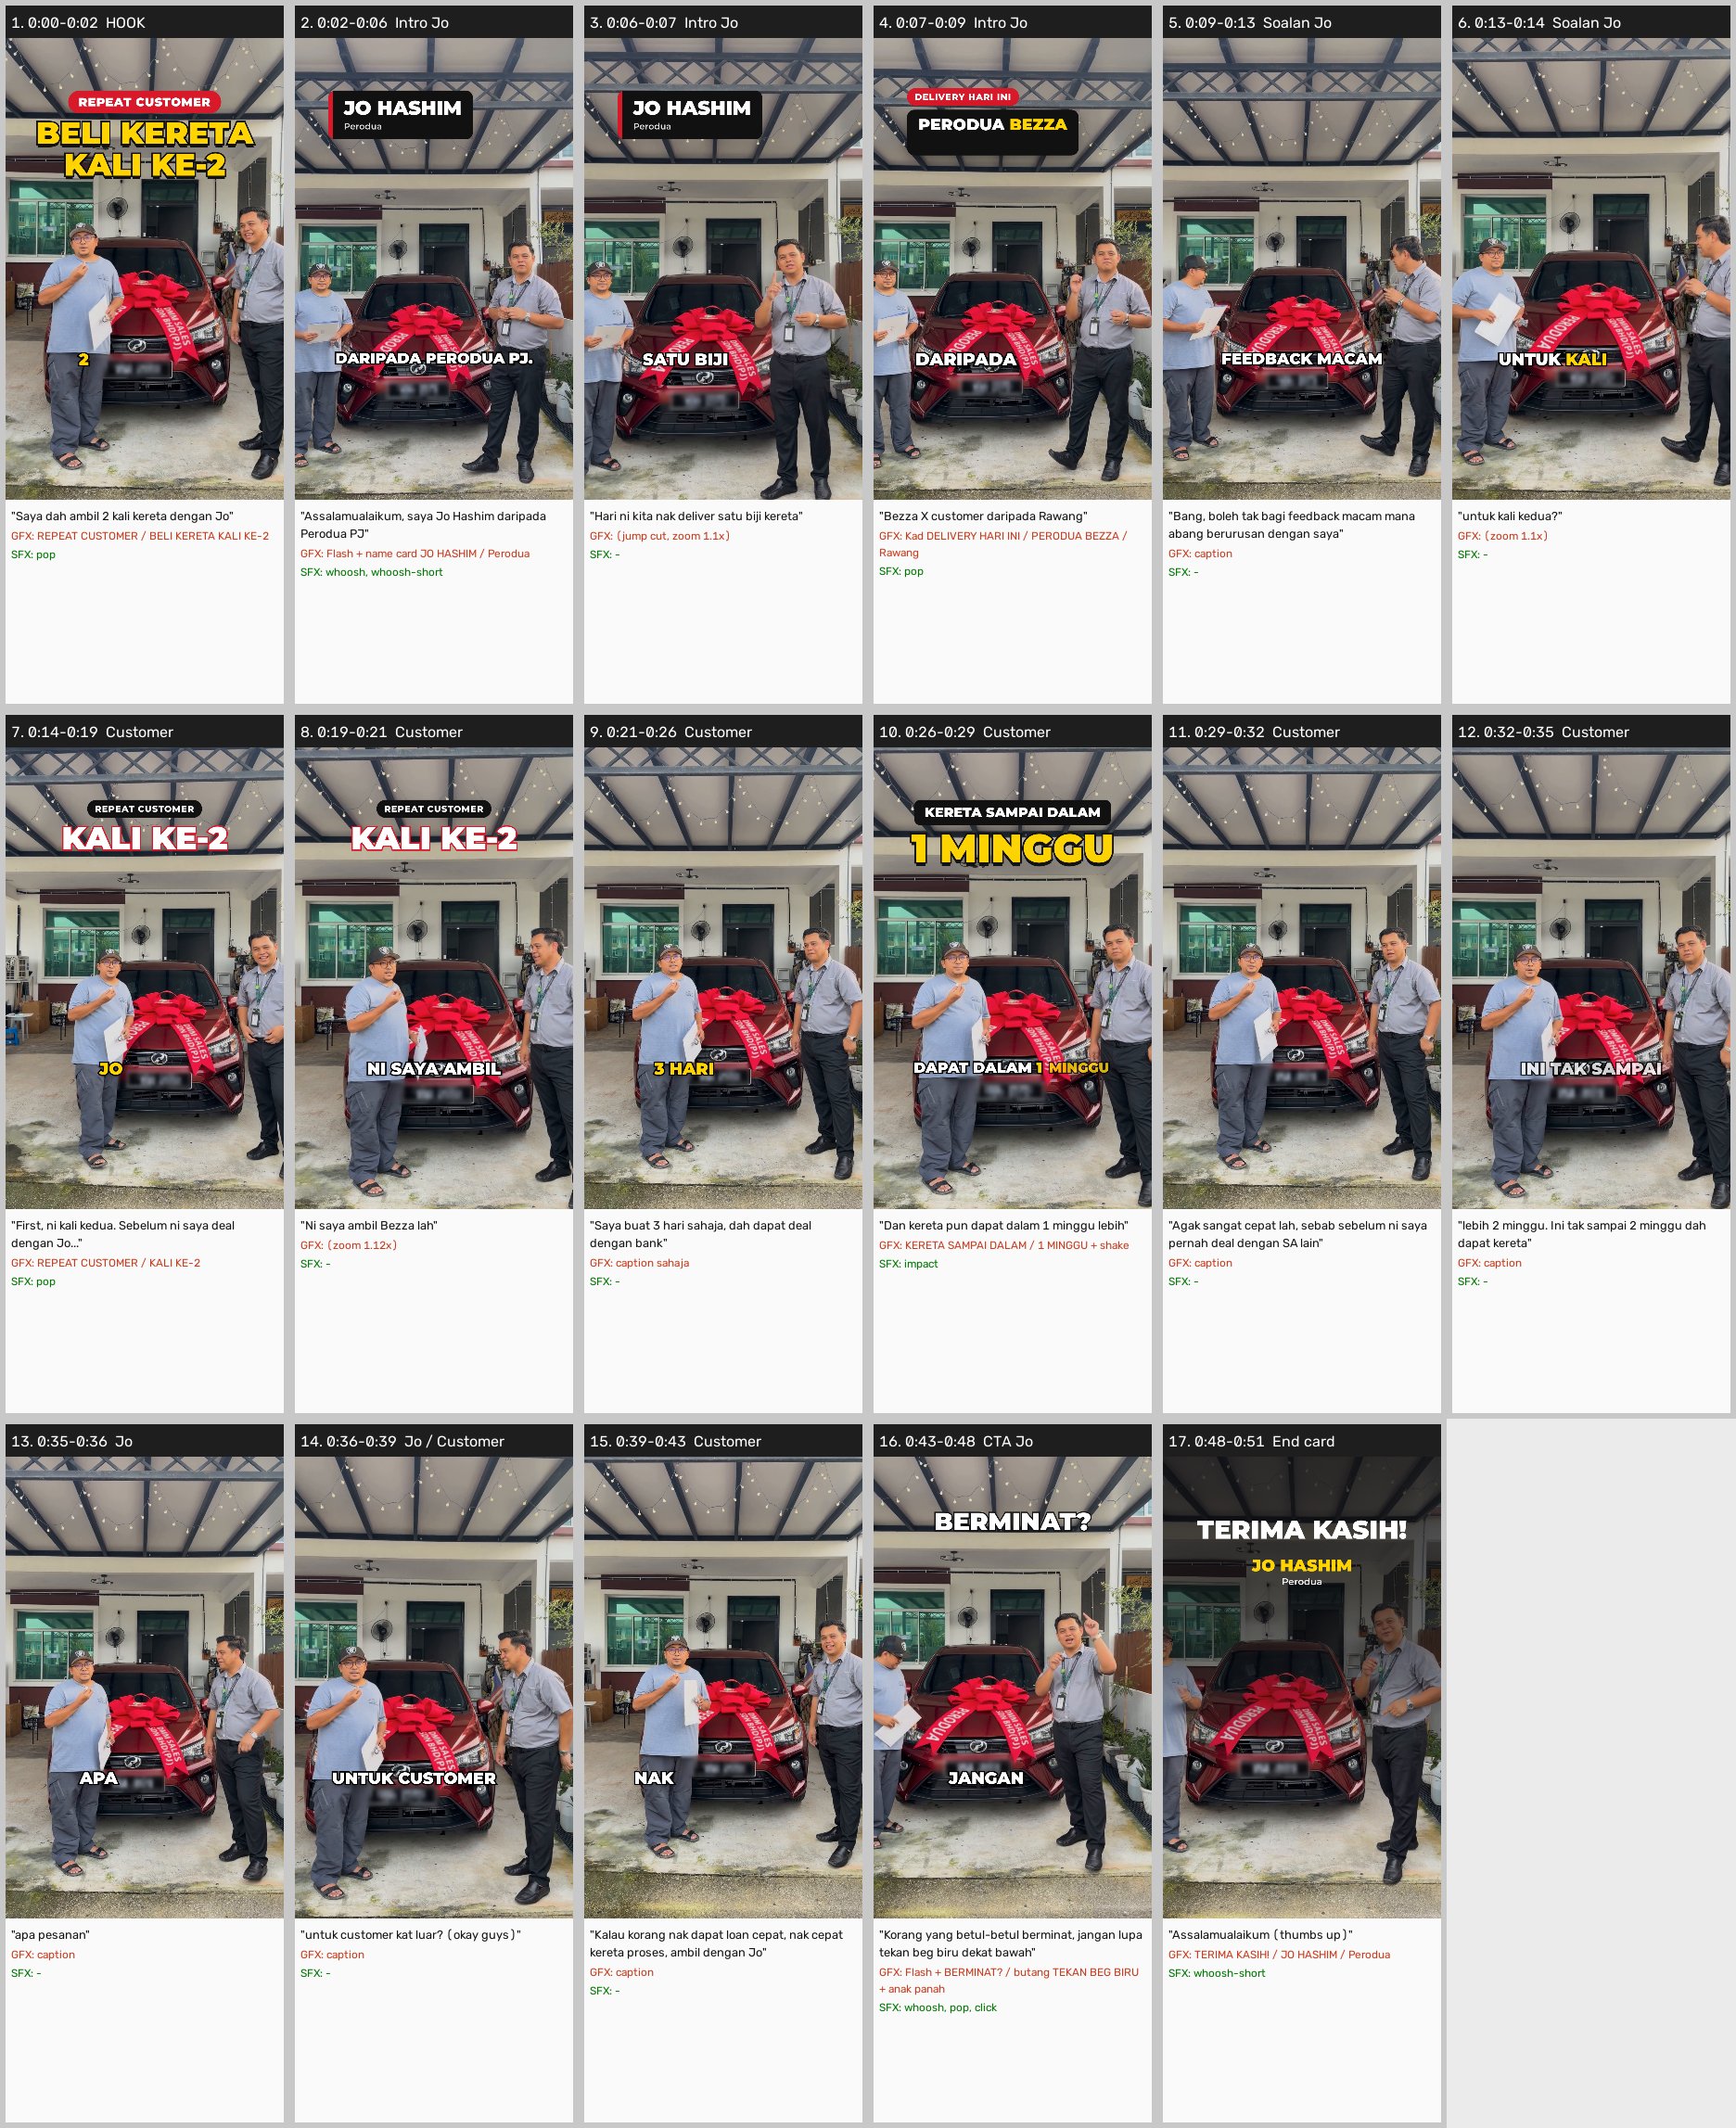 1. 0:00-0:02 HOOK
REPEAT CUSTOMER
BELI KERETA
KALI KE-2
2
"Saya dah ambil 2 kali kereta dengan Jo"
GFX: REPEAT CUSTOMER / BELI KERETA KALI KE-2
SFX: pop
2. 0:02-0:06 Intro Jo
JO HASHIM
Perodua
DARIPADA PERODUA PJ.
"Assalamualaikum, saya Jo Hashim daripada
Perodua PJ"
GFX: Flash + name card JO HASHIM / Perodua
SFX: whoosh, whoosh-short
3. 0:06-0:07 Intro Jo
JO HASHIM
Perodua
SATU BIJI
"Hari ni kita nak deliver satu biji kereta"
GFX: (jump cut, zoom 1.1x)
SFX: -
4. 0:07-0:09 Intro Jo
DELIVERY HARI INI
PERODUA BEZZA
DARIPADA
"Bezza X customer daripada Rawang"
GFX: Kad DELIVERY HARI INI / PERODUA BEZZA /
Rawang
SFX: pop
5. 0:09-0:13 Soalan Jo
FEEDBACK MACAM
"Bang, boleh tak bagi feedback macam mana
abang berurusan dengan saya"
GFX: caption
SFX: -
6. 0:13-0:14 Soalan Jo
UNTUK KALI
"untuk kali kedua?"
GFX: (zoom 1.1x)
SFX: -
7. 0:14-0:19 Customer
REPEAT CUSTOMER
KALI KE-2
JO
"First, ni kali kedua. Sebelum ni saya deal
dengan Jo..."
GFX: REPEAT CUSTOMER / KALI KE-2
SFX: pop
8. 0:19-0:21 Customer
REPEAT CUSTOMER
KALI KE-2
NI SAYA AMBIL
"Ni saya ambil Bezza lah"
GFX: (zoom 1.12x)
SFX: -
9. 0:21-0:26 Customer
3 HARI
"Saya buat 3 hari sahaja, dah dapat deal
dengan bank"
GFX: caption sahaja
SFX: -
10. 0:26-0:29 Customer
KERETA SAMPAI DALAM
1 MINGGU
DAPAT DALAM 1 MINGGU
"Dan kereta pun dapat dalam 1 minggu lebih"
GFX: KERETA SAMPAI DALAM / 1 MINGGU + shake
SFX: impact
11. 0:29-0:32 Customer
"Agak sangat cepat lah, sebab sebelum ni saya
pernah deal dengan SA lain"
GFX: caption
SFX: -
12. 0:32-0:35 Customer
INI TAK SAMPAI
"lebih 2 minggu. Ini tak sampai 2 minggu dah
dapat kereta"
GFX: caption
SFX: -
13. 0:35-0:36 Jo
APA
"apa pesanan"
GFX: caption
SFX: -
14. 0:36-0:39 Jo / Customer
UNTUK CUSTOMER
"untuk customer kat luar? (okay guys)"
GFX: caption
SFX: -
15. 0:39-0:43 Customer
NAK
"Kalau korang nak dapat loan cepat, nak cepat
kereta proses, ambil dengan Jo"
GFX: caption
SFX: -
16. 0:43-0:48 CTA Jo
BERMINAT?
PERODUA
JANGAN
"Korang yang betul-betul berminat, jangan lupa
tekan beg biru dekat bawah"
GFX: Flash + BERMINAT? / butang TEKAN BEG BIRU
+ anak panah
SFX: whoosh, pop, click
17. 0:48-0:51 End card
TERIMA KASIH!
JO HASHIM
Perodua
PERODUA
"Assalamualaikum (thumbs up)"
GFX: TERIMA KASIH! / JO HASHIM / Perodua
SFX: whoosh-short